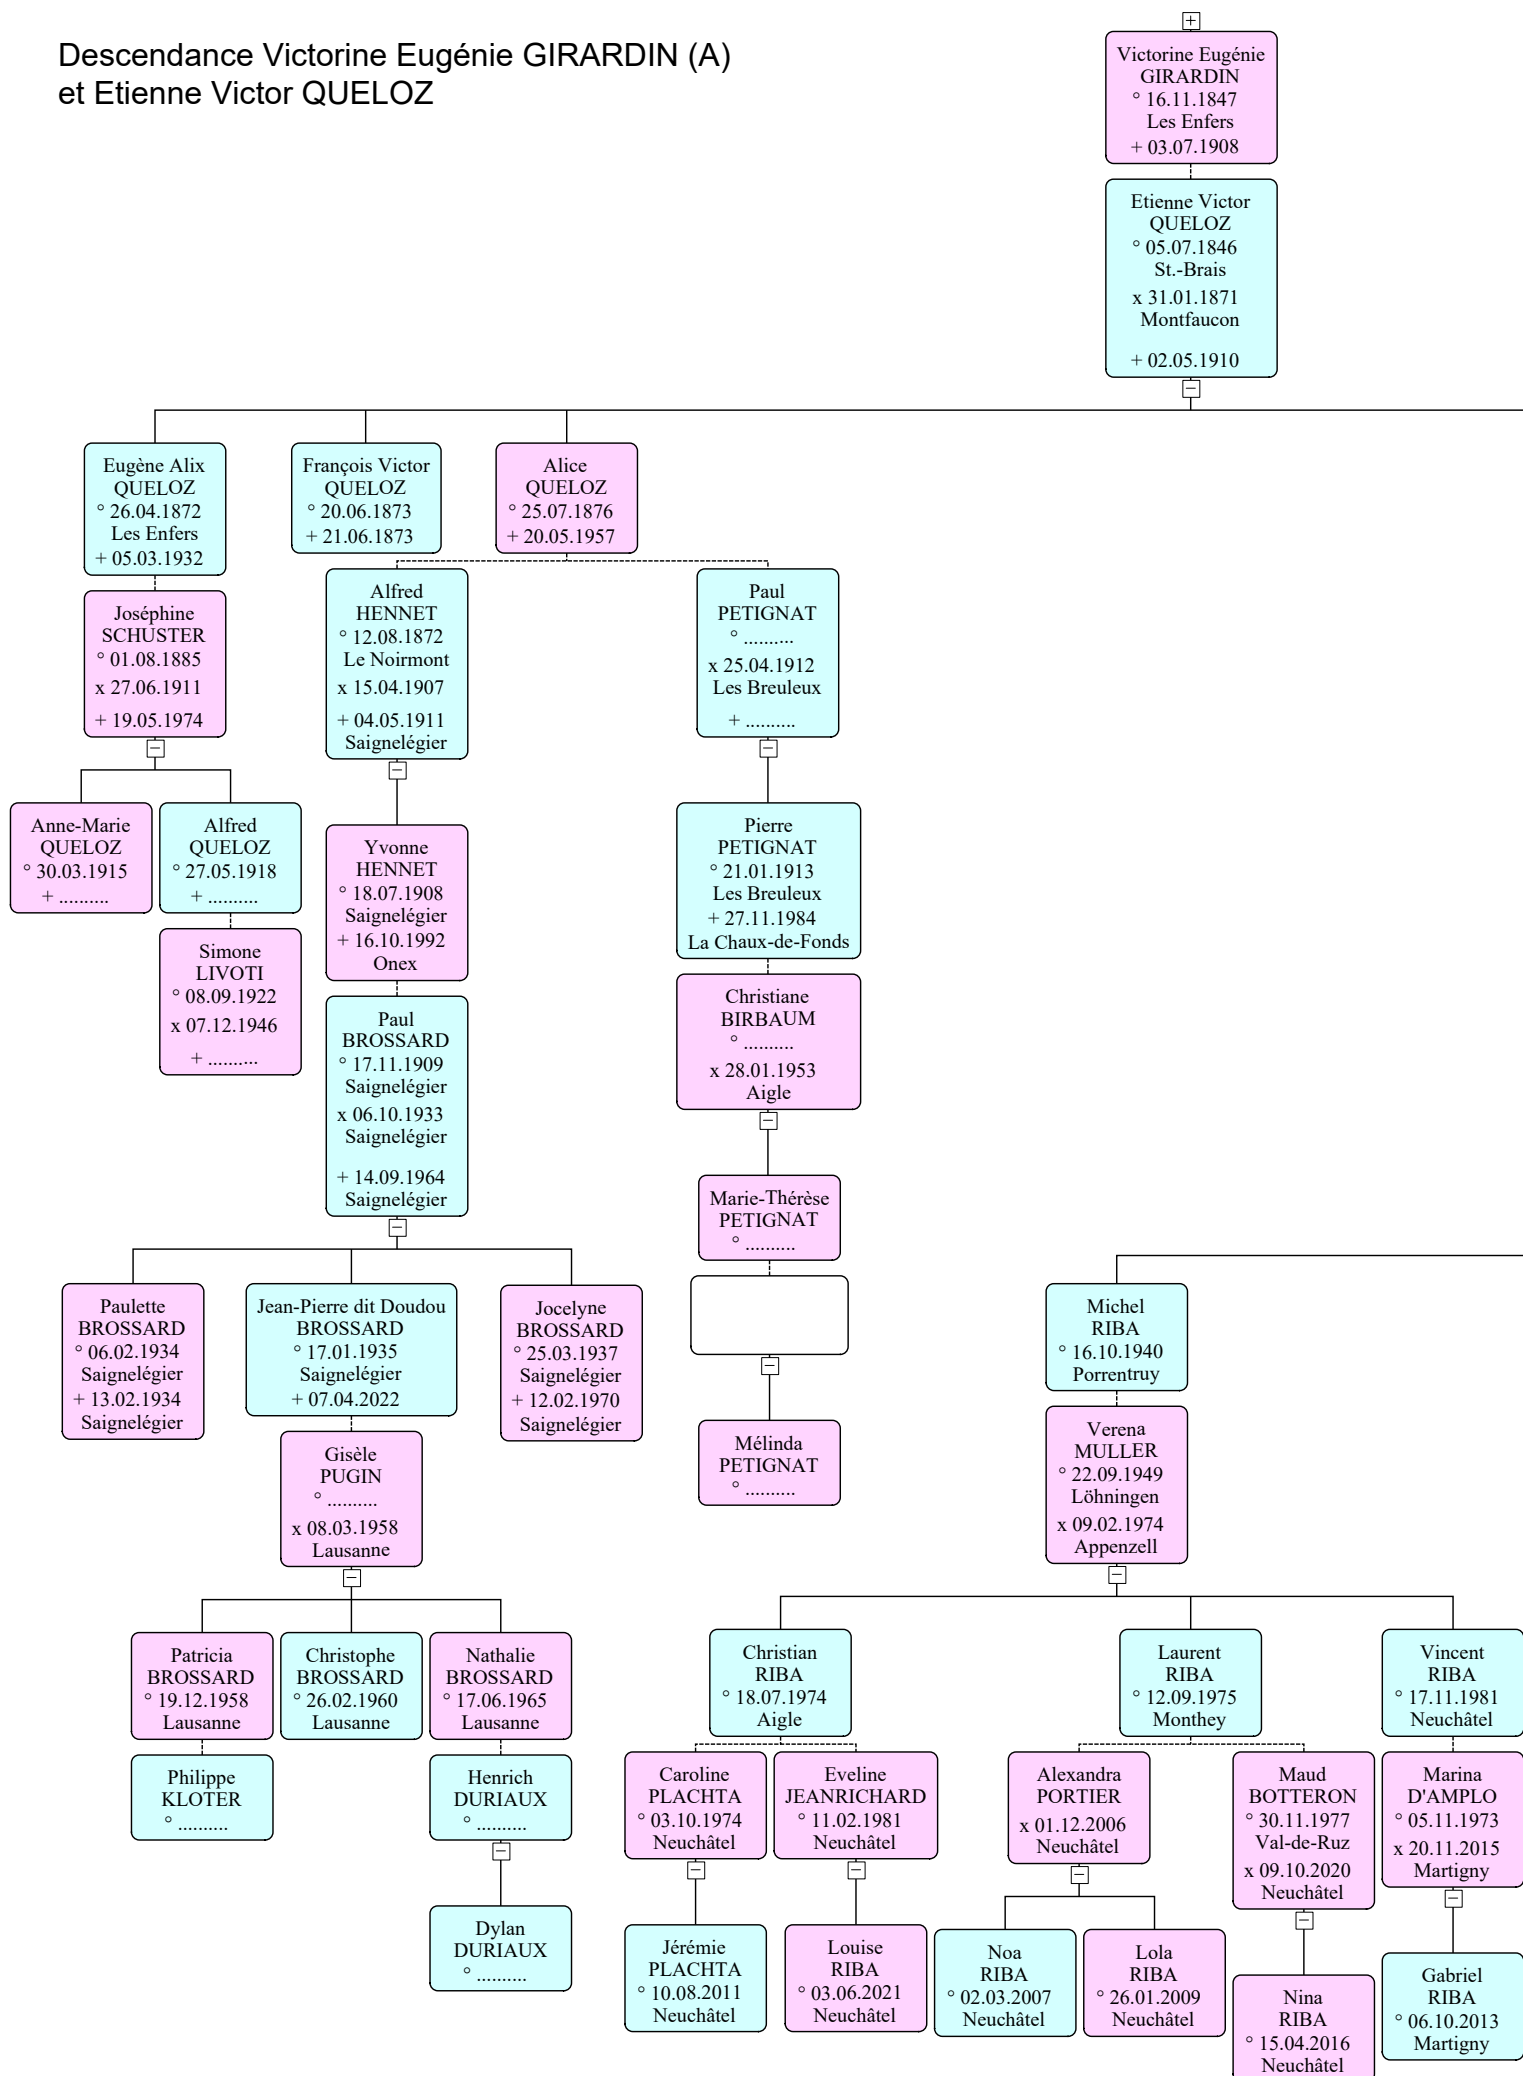 Descendance Victorine Eugénie GIRARDIN (A)
et Etienne Victor QUELOZ
Victorine Eugénie
GIRARDIN
° 16.11.1847
Les Enfers
+ 03.07.1908
Etienne Victor
QUELOZ
° 05.07.1846
St.-Brais
x 31.01.1871
Montfaucon
+ 02.05.1910
Eugène Alix
QUELOZ
° 26.04.1872
Les Enfers
+ 05.03.1932
François Victor
QUELOZ
° 20.06.1873
+ 21.06.1873
Alice
QUELOZ
° 25.07.1876
+ 20.05.1957
Joséphine
SCHUSTER
° 01.08.1885
x 27.06.1911
+ 19.05.1974
Alfred
HENNET
° 12.08.1872
Le Noirmont
x 15.04.1907
+ 04.05.1911
Saignelégier
Paul
PETIGNAT
° ..........
x 25.04.1912
Les Breuleux
+ ..........
Anne-Marie
QUELOZ
° 30.03.1915
+ ..........
Alfred
QUELOZ
° 27.05.1918
+ ..........
Yvonne
HENNET
° 18.07.1908
Saignelégier
+ 16.10.1992
Onex
Pierre
PETIGNAT
° 21.01.1913
Les Breuleux
+ 27.11.1984
La Chaux-de-Fonds
Simone
LIVOTI
° 08.09.1922
x 07.12.1946
+ ..........
Paul
BROSSARD
° 17.11.1909
Saignelégier
x 06.10.1933
Saignelégier
+ 14.09.1964
Saignelégier
Christiane
BIRBAUM
° ..........
x 28.01.1953
Aigle
Marie-Thérèse
PETIGNAT
° ..........
Paulette
BROSSARD
° 06.02.1934
Saignelégier
+ 13.02.1934
Saignelégier
Jean-Pierre dit Doudou
BROSSARD
° 17.01.1935
Saignelégier
+ 07.04.2022
Jocelyne
BROSSARD
° 25.03.1937
Saignelégier
+ 12.02.1970
Saignelégier
Michel
RIBA
° 16.10.1940
Porrentruy
Gisèle
PUGIN
° ..........
x 08.03.1958
Lausanne
Mélinda
PETIGNAT
° ..........
Verena
MULLER
° 22.09.1949
Löhningen
x 09.02.1974
Appenzell
Patricia
BROSSARD
° 19.12.1958
Lausanne
Christophe
BROSSARD
° 26.02.1960
Lausanne
Nathalie
BROSSARD
° 17.06.1965
Lausanne
Christian
RIBA
° 18.07.1974
Aigle
Laurent
RIBA
° 12.09.1975
Monthey
Vincent
RIBA
° 17.11.1981
Neuchâtel
Philippe
KLOTER
° ..........
Henrich
DURIAUX
° ..........
Caroline
PLACHTA
° 03.10.1974
Neuchâtel
Eveline
JEANRICHARD
° 11.02.1981
Neuchâtel
Alexandra
PORTIER
x 01.12.2006
Neuchâtel
Maud
BOTTERON
° 30.11.1977
Val-de-Ruz
x 09.10.2020
Neuchâtel
Marina
D'AMPLO
° 05.11.1973
x 20.11.2015
Martigny
Dylan
DURIAUX
° ..........
Jérémie
PLACHTA
° 10.08.2011
Neuchâtel
Louise
RIBA
° 03.06.2021
Neuchâtel
Noa
RIBA
° 02.03.2007
Neuchâtel
Lola
RIBA
° 26.01.2009
Neuchâtel
Nina
RIBA
° 15.04.2016
Neuchâtel
Gabriel
RIBA
° 06.10.2013
Martigny